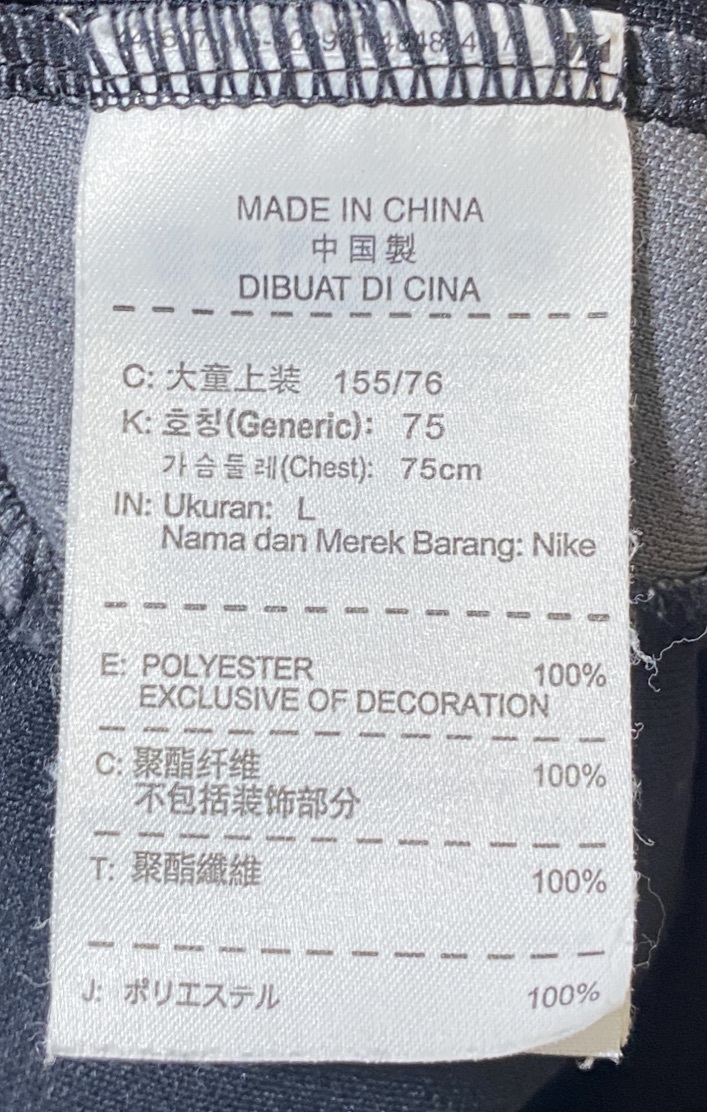 MADE IN CHINA
中国製
DIBUAT DI CINA
C: 大童上装 155/76
K: 호칭(Generic): 75
가슴둘레(Chest): 75cm
IN: Ukuran: L
Nama dan Merek Barang: Nike
E: POLYESTER 100%
EXCLUSIVE OF DECORATION
C: 聚酯纤维 100%
不包括装饰部分
T: 聚酯纖維 100%
J: ポリエステル 100%